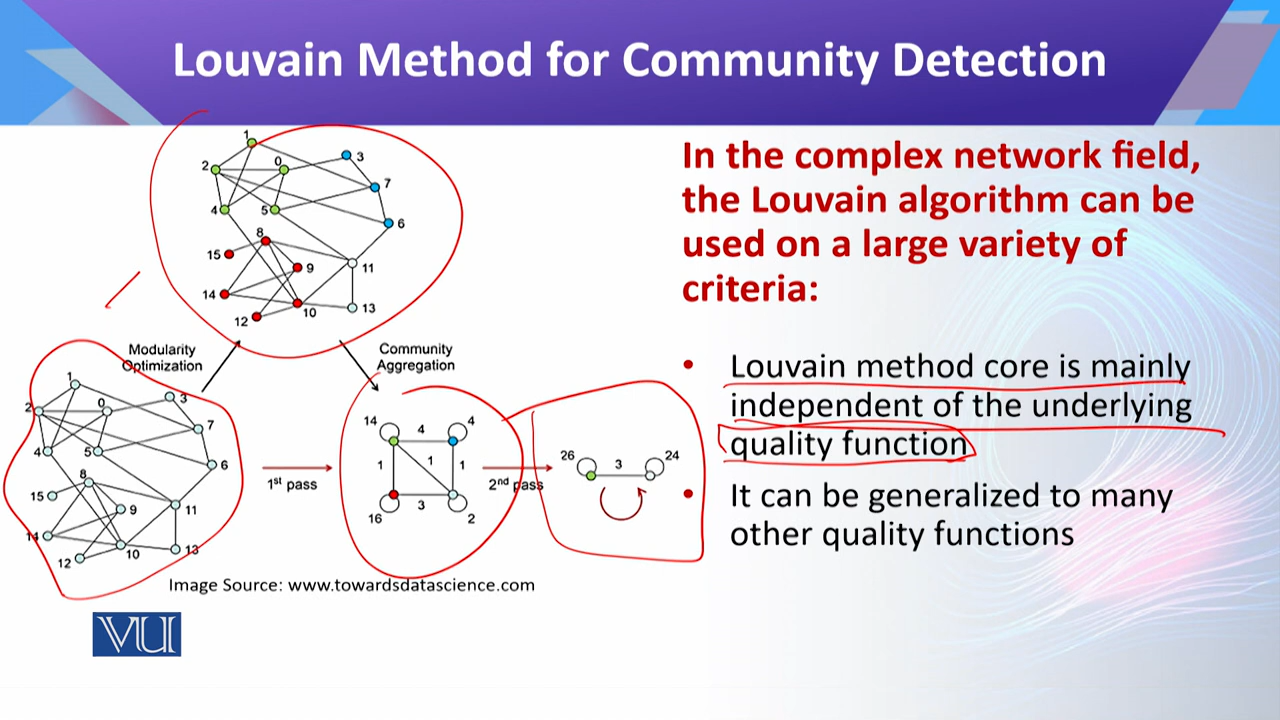 Louvain Method for Community Detection
1
2
0
3
7
4
5
6
8
15
9
11
14
10
13
12
Modularity
Optimization
Community
Aggregation
1
2
0
3
7
4
5
6
8
15
9
11
14
10
13
12
1st pass
14
4
4
1
1
1
3
16
2
2nd pass
26
3
24
Image Source: www.towardsdatascience.com
VU
In the complex network field,
the Louvain algorithm can be
used on a large variety of
criteria:
• Louvain method core is mainly
independent of the underlying
quality function
• It can be generalized to many
other quality functions